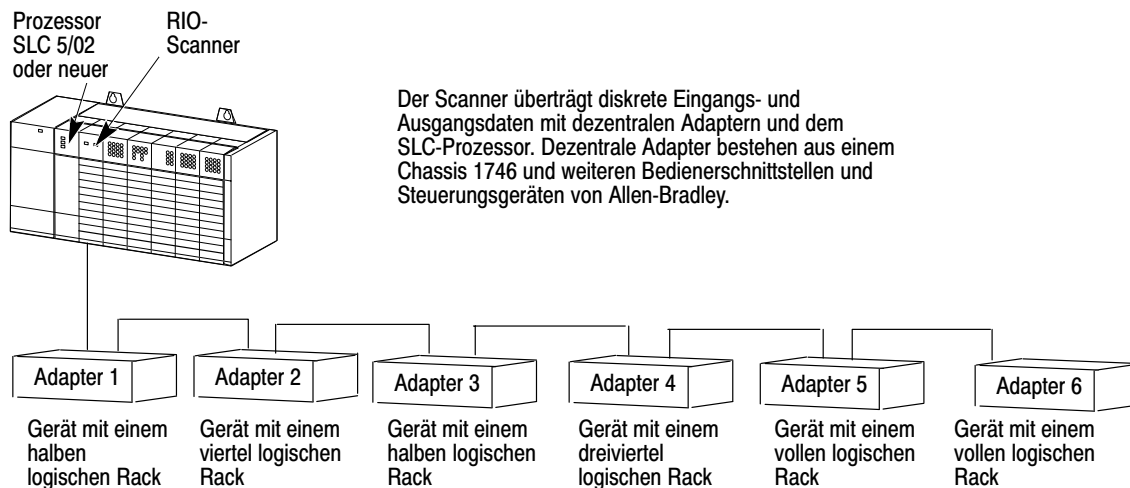 Prozessor
SLC 5/02
oder neuer
RIO-
Scanner
Der Scanner überträgt diskrete Eingangs- und
Ausgangsdaten mit dezentralen Adaptern und dem
SLC-Prozessor. Dezentrale Adapter bestehen aus einem
Chassis 1746 und weiteren Bedienerschnittstellen und
Steuerungsgeräten von Allen-Bradley.
Adapter 1
Adapter 2
Adapter 3
Adapter 4
Adapter 5
Adapter 6
Gerät mit einem
halben
logischen Rack
Gerät mit einem
viertel logischen
Rack
Gerät mit einem
halben logischen
Rack
Gerät mit einem
dreiviertel
logischen Rack
Gerät mit einem
vollen logischen
Rack
Gerät mit einem
vollen logischen
Rack